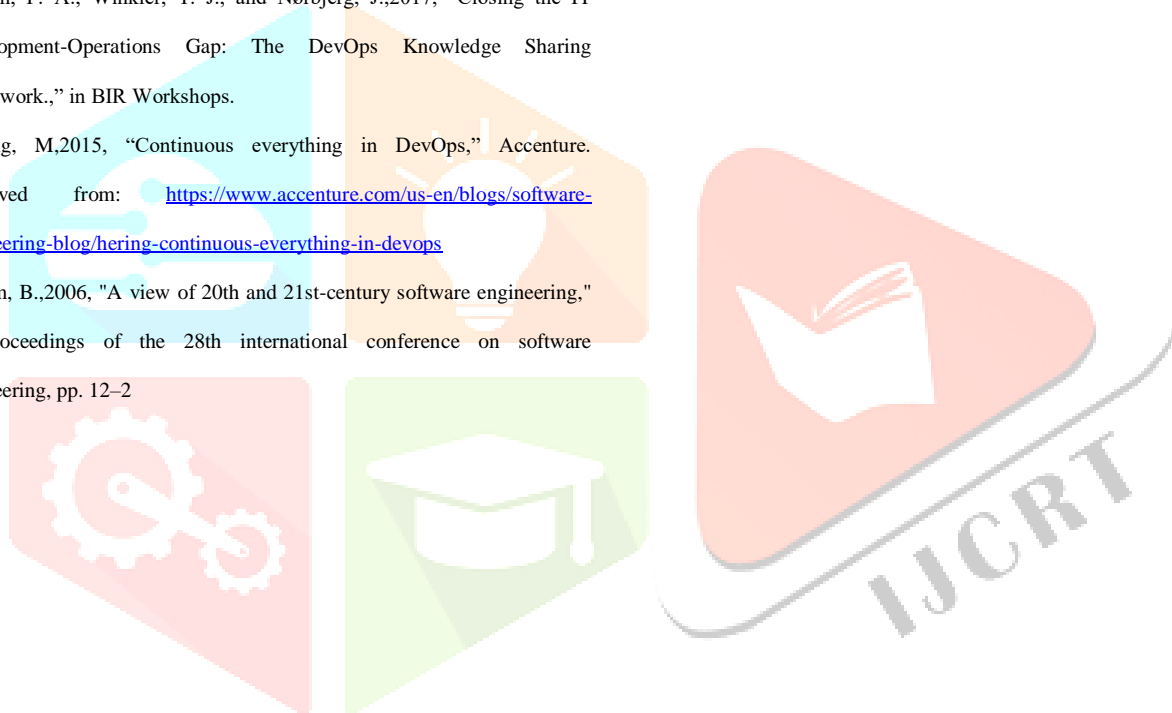 n, P. A., Winkler, T. J., and Nørbjerg, J.,2017, "Closing the IT
opment-Operations Gap: The DevOps Knowledge Sharing
work.,” in BIR Workshops.
g, M,2015, “Continuous everything in DevOps,” Accenture.
ved from: https://www.accenture.com/us-en/blogs/software-
eering-blog/hering-continuous-everything-in-devops
n, B.,2006, "A view of 20th and 21st-century software engineering,"
oceedings of the 28th international conference on software
eering, pp. 12–2
IJCRT